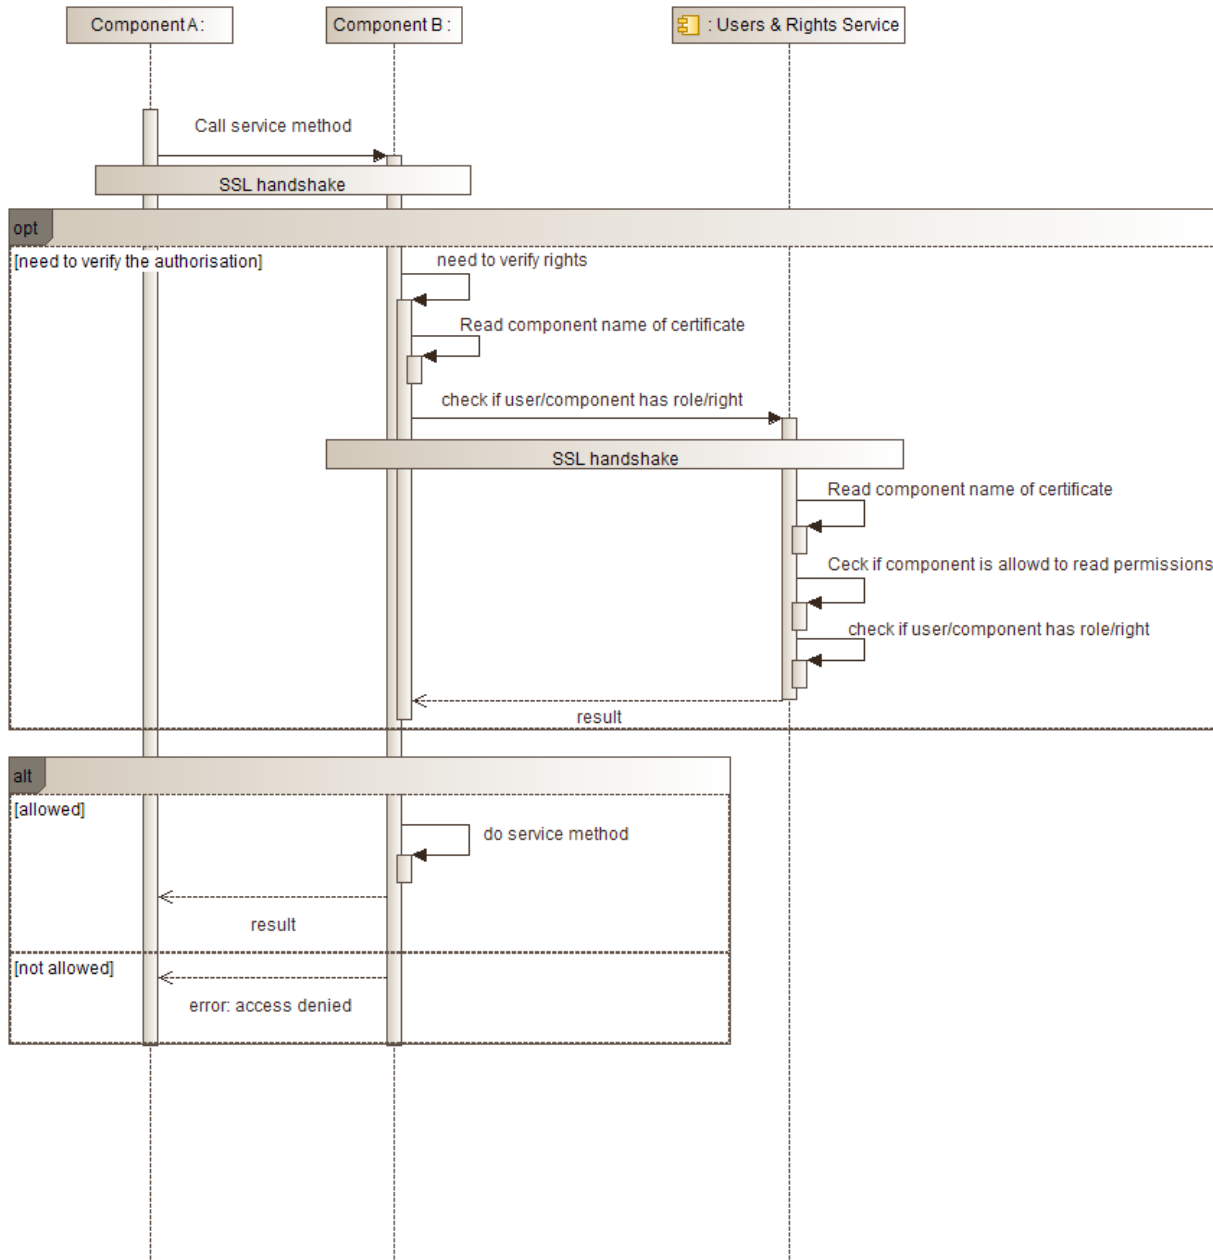 Component A:
Component B :
: Users & Rights Service
Call service method
SSL handshake
opt
[need to verify the authorisation]
need to verify rights
Read component name of certificate
check if user/component has role/right
SSL handshake
Read component name of certificate
Ceck if component is allowd to read permissions
check if user/component has role/right
result
alt
[allowed]
do service method
result
[not allowed]
error: access denied